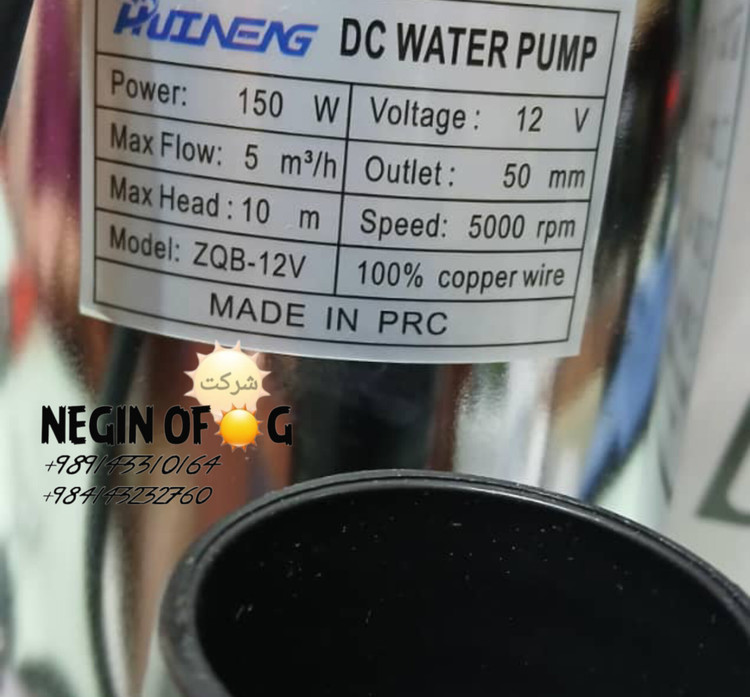 HUINENG DC WATER PUMP
Power: 150 W Voltage: 12 V
Max Flow: 5 m³/h Outlet: 50 mm
Max Head: 10 m Speed: 5000 rpm
Model: ZQB-12V 100% copper wire
MADE IN PRC
شرکت
NEGIN OF G
+989143310164
+984143232760